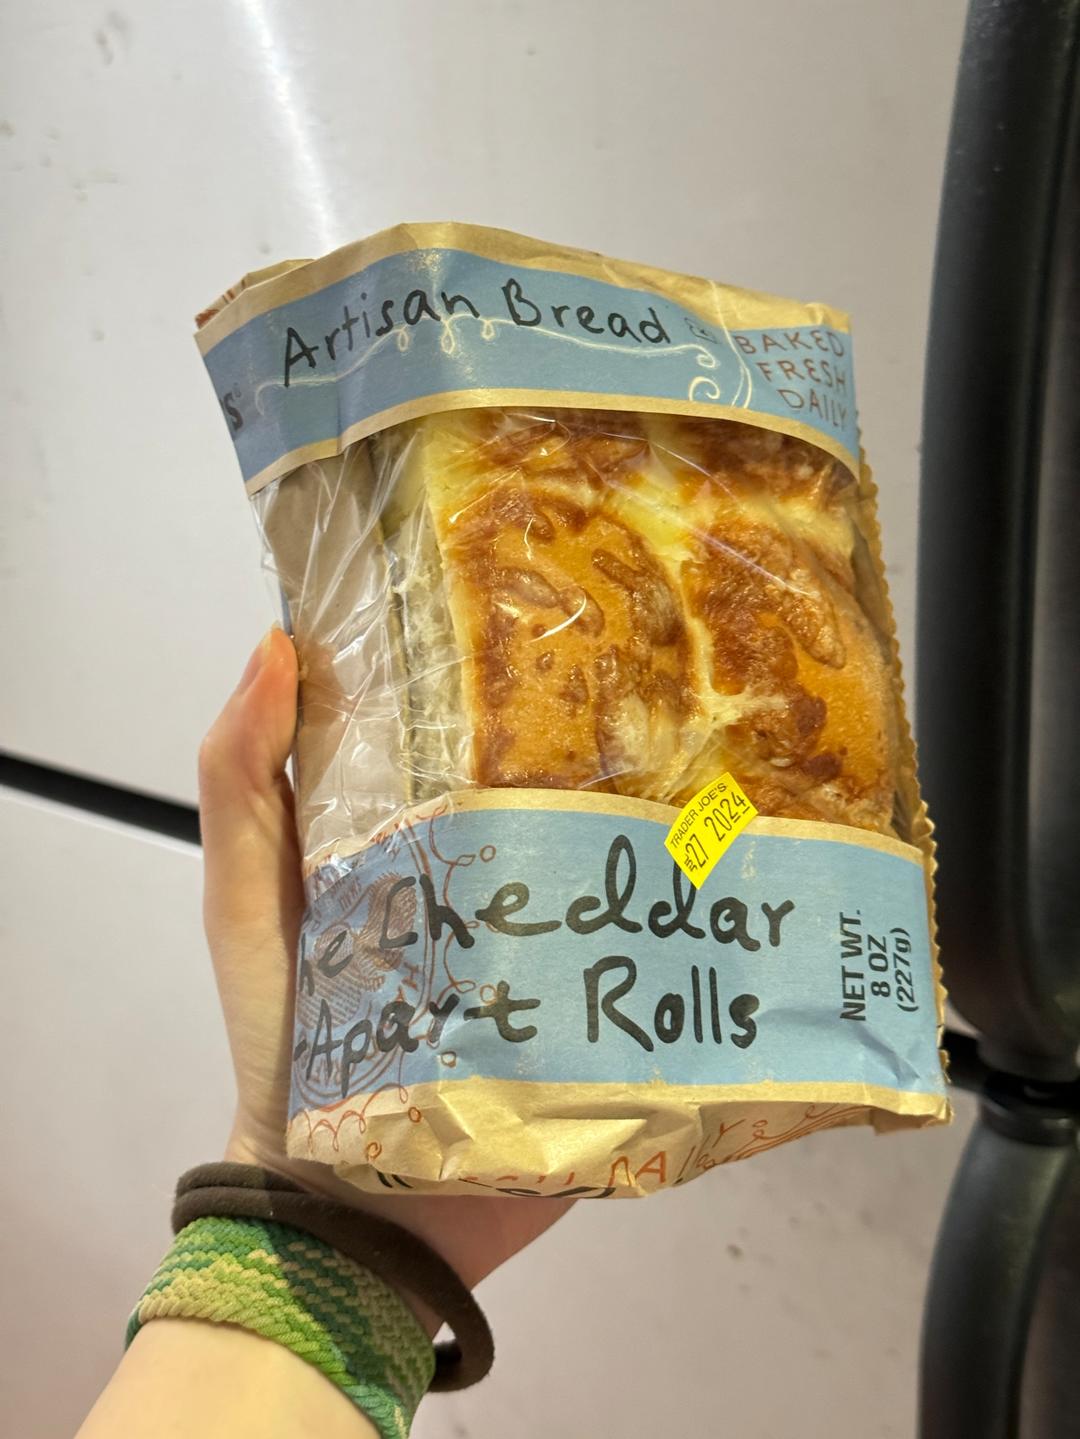 Artisan Bread
BAKED
FRESH
DAILY
TRADER JOE'S
27 2024
Cheddar
-Apart Rolls
NET WT.
8 OZ
(227g)